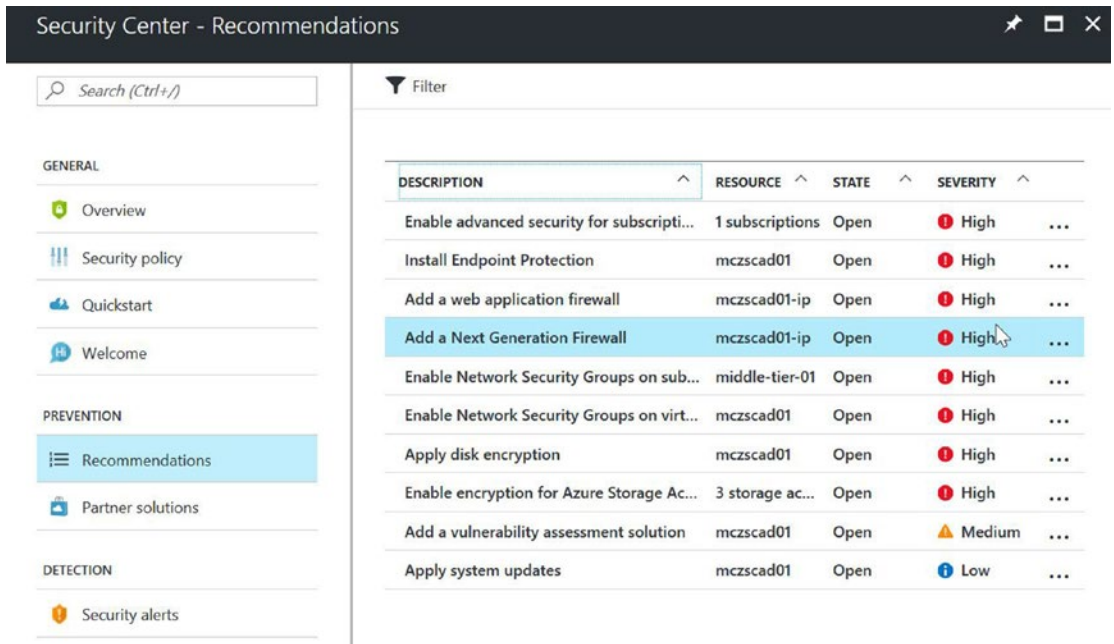 Security Center - Recommendations
Search (Ctrl+/)
GENERAL
Overview
Security policy
Quickstart
Hi
Welcome
PREVENTION
Recommendations
Partner solutions
DETECTION
Security alerts
Filter
DESCRIPTION RESOURCE STATE SEVERITY
Enable advanced security for subscripti... 1 subscriptions Open High ...
Install Endpoint Protection mczscad01 Open High ...
Add a web application firewall mczscad01-ip Open High ...
Add a Next Generation Firewall mczscad01-ip Open High ...
Enable Network Security Groups on sub... middle-tier-01 Open High ...
Enable Network Security Groups on virt... mczscad01 Open High ...
Apply disk encryption mczscad01 Open High ...
Enable encryption for Azure Storage Ac... 3 storage ac... Open High ...
Add a vulnerability assessment solution mczscad01 Open Medium ...
Apply system updates mczscad01 Open Low ...